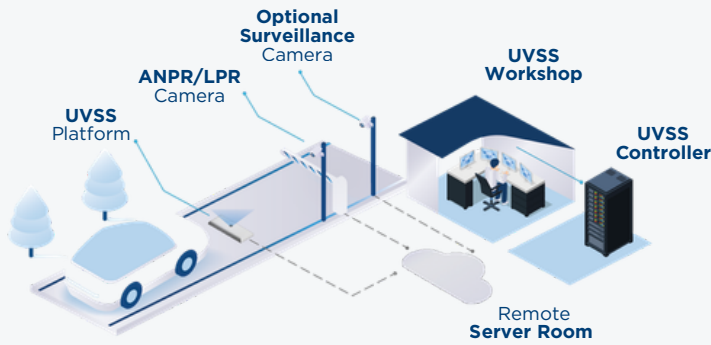 Optional
Surveillance
Camera
ANPR/LPR
Camera
UVSS
Platform
UVSS
Workshop
UVSS
Controller
Remote
Server Room